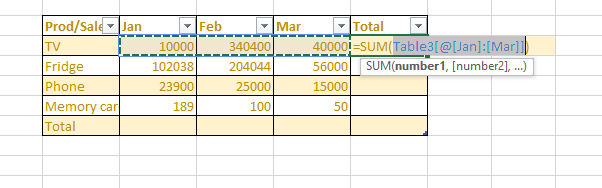 Prod/Sale Jan Feb Mar Total
TV 10000 340400 40000 =SUM(Table3[@[Jan]:[Mar]])
Fridge 102038 204044 56000
SUM(number1, [number2], ...)
Phone 23900 25000 15000
Memory car 189 100 50
Total